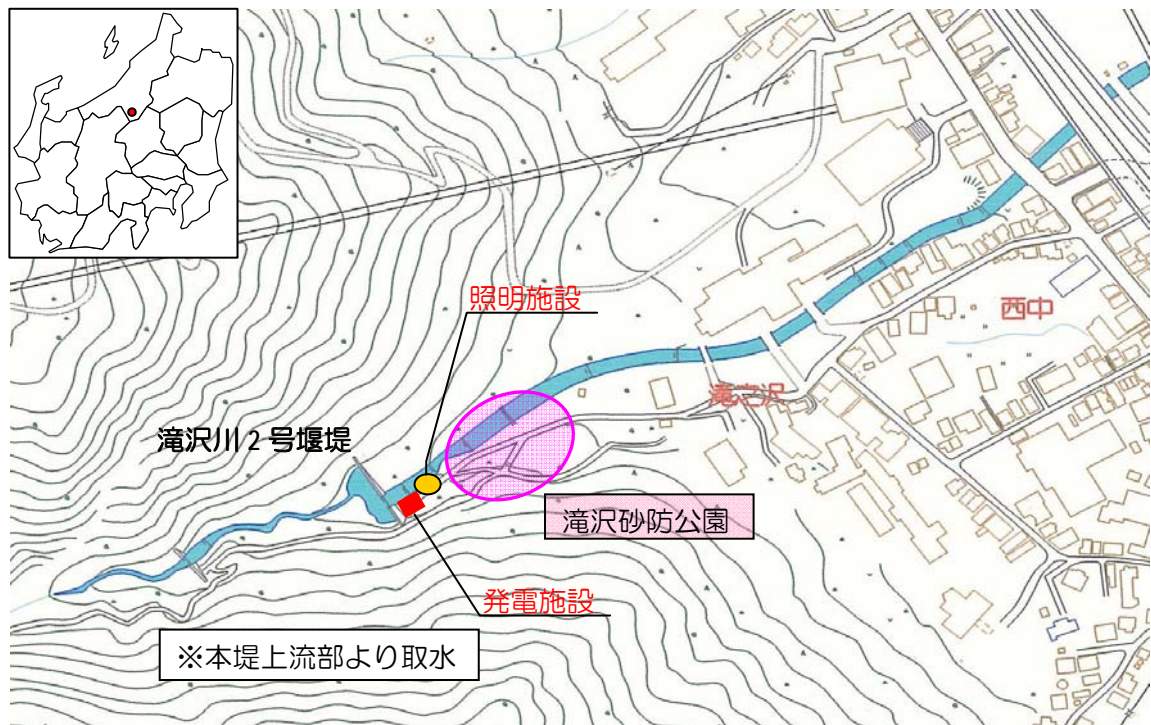 照明施設
西中
滝之沢
滝沢川2号堰堤
滝沢砂防公園
発電施設
※本堤上流部より取水